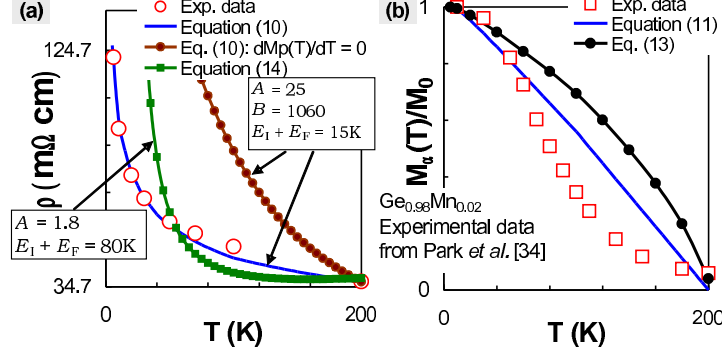 (a)
Exp. data
Equation (10)
Eq. (10): dMp(T)/dT = 0
Equation (14)
124.7
34.7
ρ ( mΩ cm)
A = 25
B = 1060
E_I + E_F = 15K
A = 1.8
E_I + E_F = 80K
0
200
T (K)
(b)
Exp. data
Equation (11)
Eq. (13)
1
0
M_α (T)/M_0
Ge_0.98Mn_0.02
Experimental data
from Park et al. [34]
0
200
T (K)